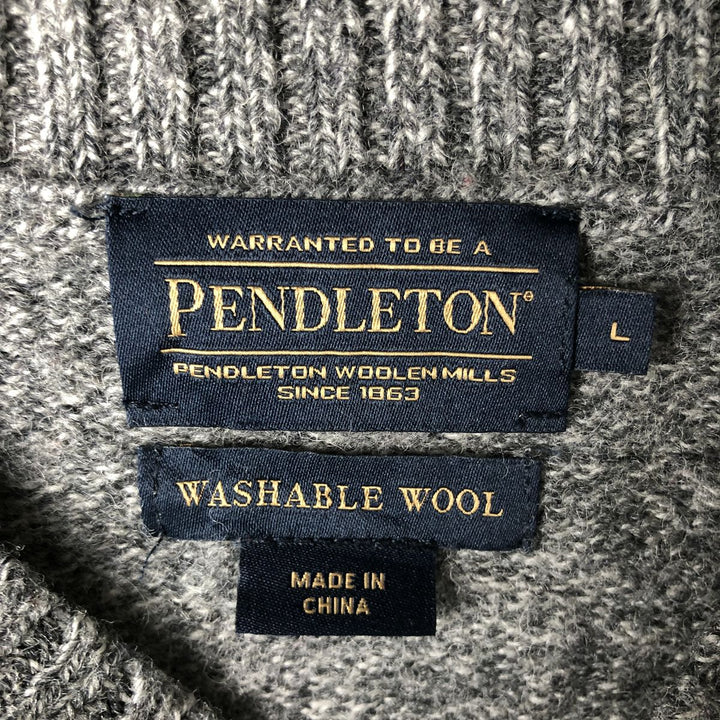 WARRANTED TO BE A
PENDLETON®
PENDLETON WOOLEN MILLS
SINCE 1863
L
WASHABLE WOOL
MADE IN
CHINA